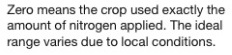 Zero means the crop used exactly the
amount of nitrogen applied. The ideal
range varies due to local conditions.